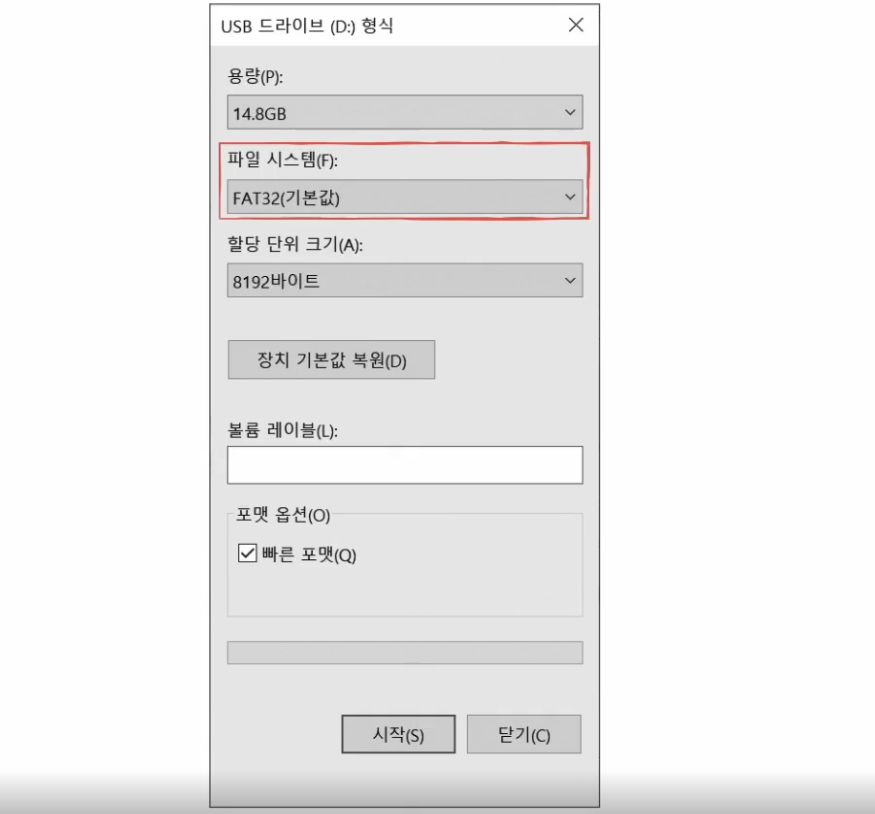 USB 드라이브 (D:) 형식
용량(P):
14.8GB
파일 시스템(F):
FAT32(기본값)
할당 단위 크기(A):
8192바이트
장치 기본값 복원(D)
볼륨 레이블(L):
포맷 옵션(O)
빠른 포맷(Q)
시작(S)
닫기(C)